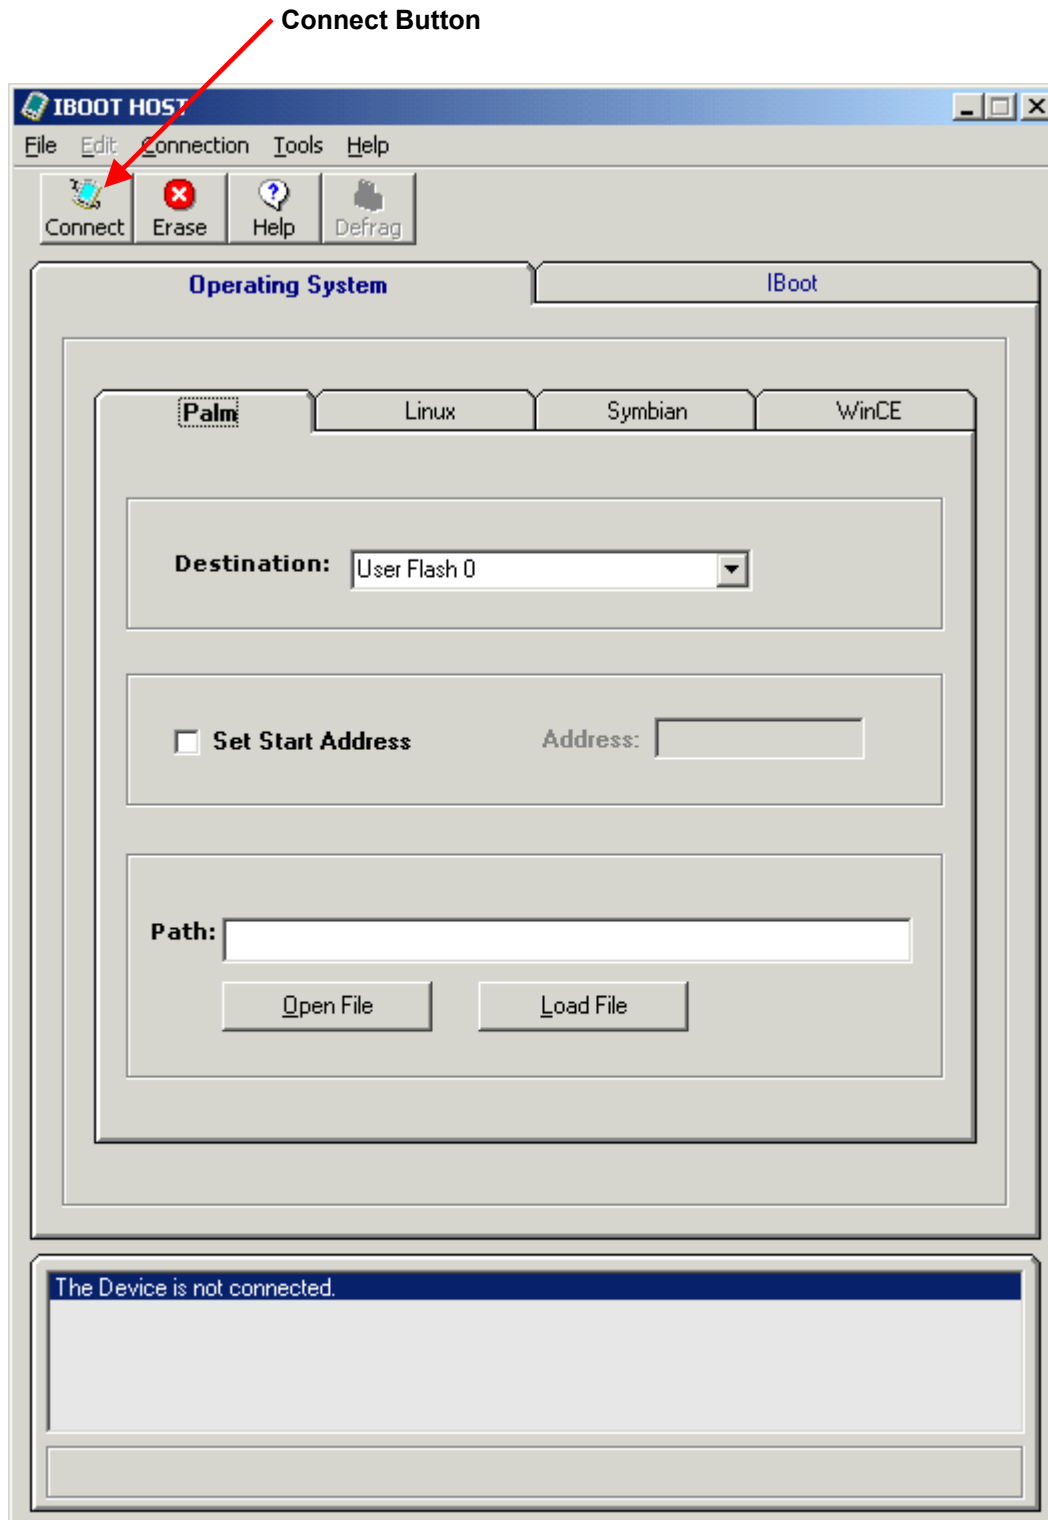 Connect Button
IBOOT HOST
File Edit Connection Tools Help
Connect Erase Help Defrag
Operating System IBoot
Palm Linux Symbian WinCE
Destination: User Flash 0
Set Start Address Address:
Path:
Open File Load File
The Device is not connected.